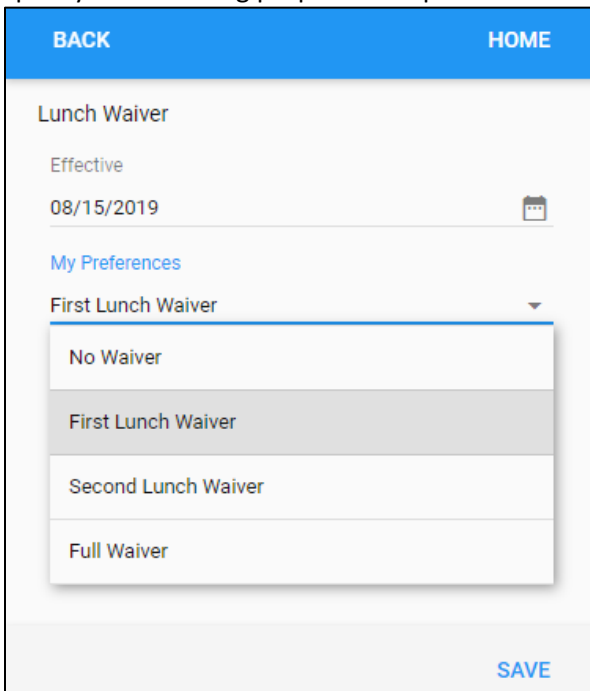 BACK HOME
Lunch Waiver
Effective
08/15/2019
My Preferences
First Lunch Waiver
No Waiver
First Lunch Waiver
Second Lunch Waiver
Full Waiver
SAVE